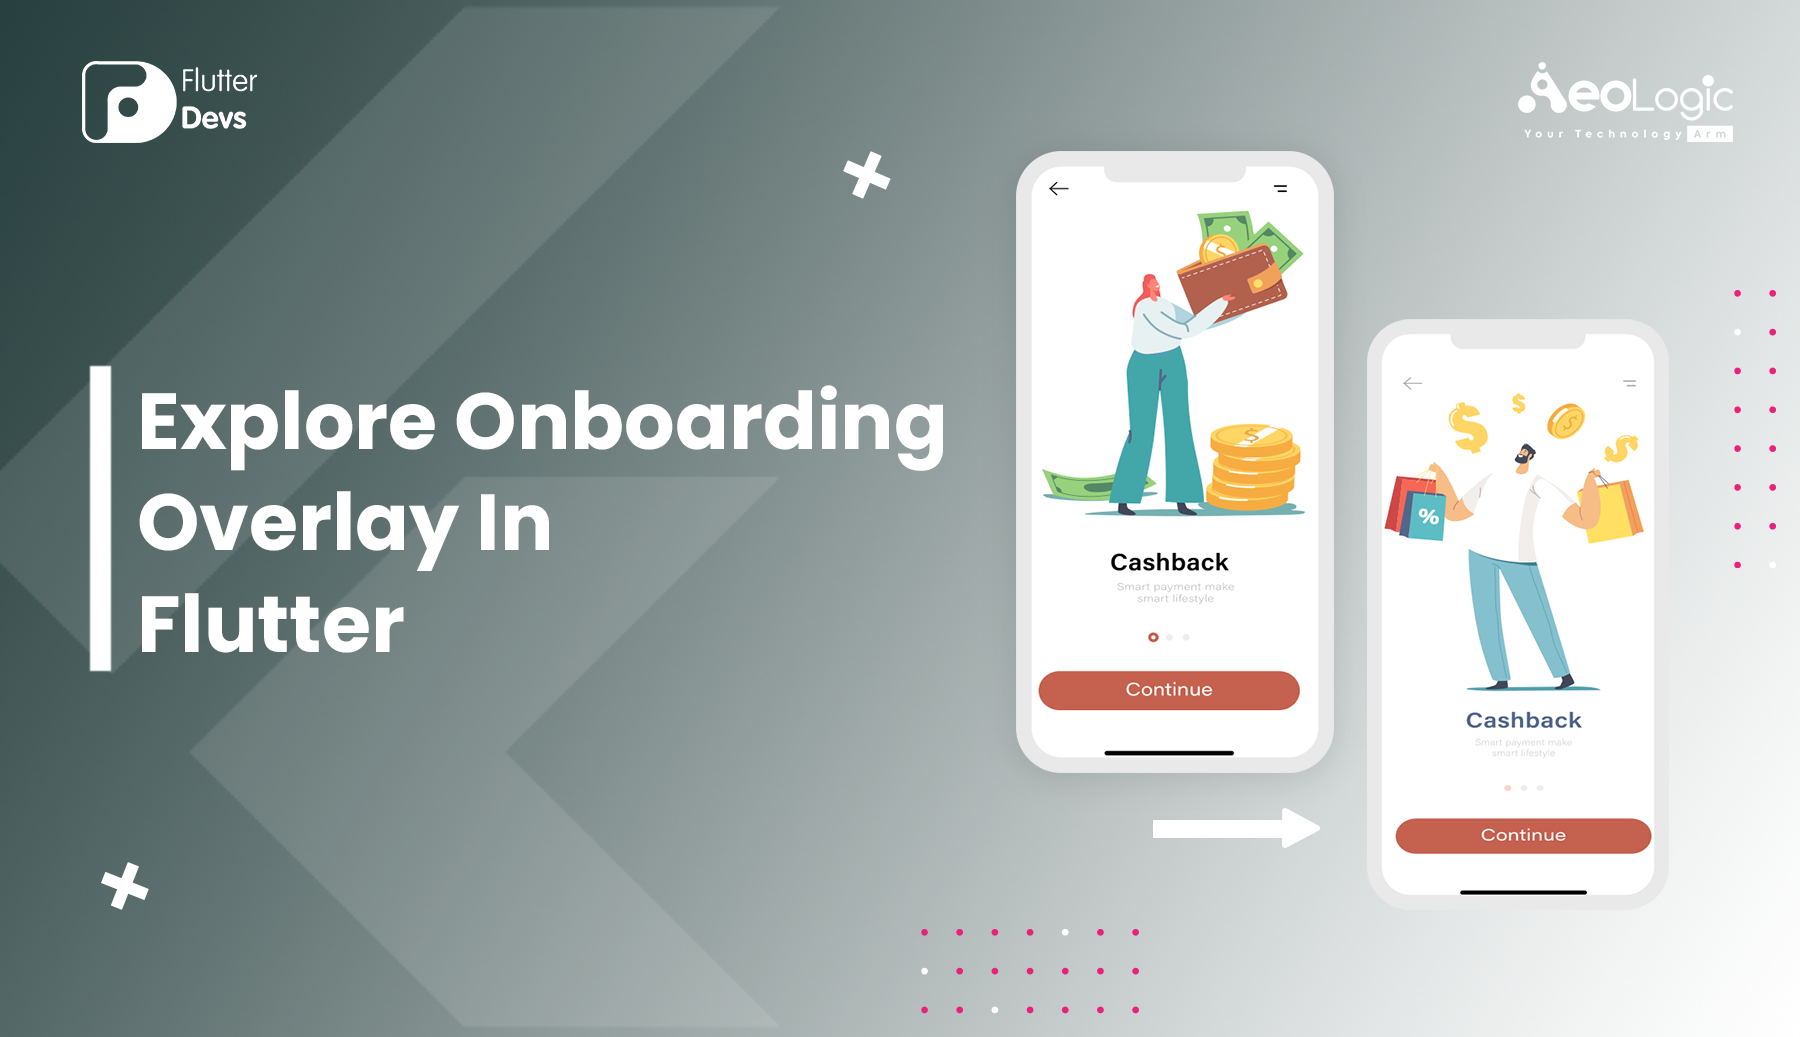 Flutter
Devs
AeoLogic
Your Technology Arm
Explore Onboarding
Overlay In
Flutter
Cashback
Smart payment make
smart lifestyle
Continue
%
Cashback
Smart payment make
smart lifestyle
Continue